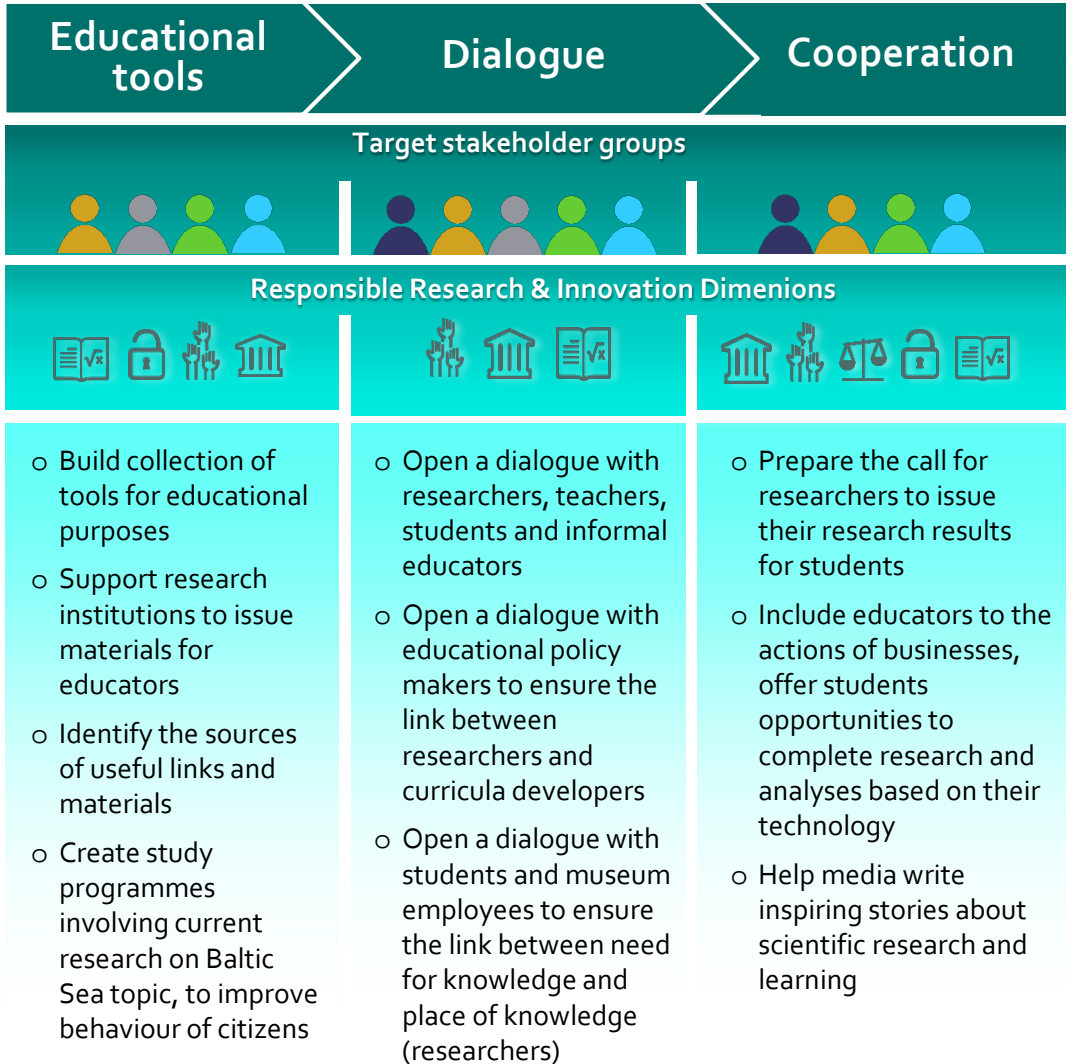 Educational
tools
Dialogue
Cooperation
Target stakeholder groups
Responsible Research & Innovation Dimenions
√x
√x
√x
o Build collection of
tools for educational
purposes
o Support research
institutions to issue
materials for
educators
o Identify the sources
of useful links and
materials
o Create study
programmes
involving current
research on Baltic
Sea topic, to improve
behaviour of citizens
o Open a dialogue with
researchers, teachers,
students and informal
educators
o Open a dialogue with
educational policy
makers to ensure the
link between
researchers and
curricula developers
o Open a dialogue with
students and museum
employees to ensure
the link between need
for knowledge and
place of knowledge
(researchers)
o Prepare the call for
researchers to issue
their research results
for students
o Include educators to the
actions of businesses,
offer students
opportunities to
complete research and
analyses based on their
technology
o Help media write
inspiring stories about
scientific research and
learning